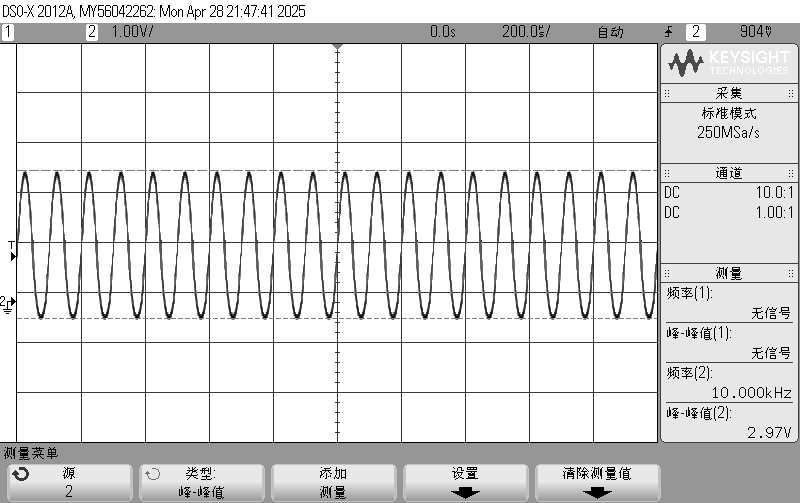 DSO-X 2012A, MY56042262: Mon Apr 28 21:47:41 2025
1 2 1.00V/ 0.0s 200.0us/ 自动 2 904mV
KEYSIGHT
TECHNOLOGIES
采集
标准模式
250MSa/s
通道
DC 10.0:1
DC 1.00:1
测量
频率(1):
无信号
峰-峰值(1):
无信号
频率(2):
10.000kHz
峰-峰值(2):
2.97V
T
2
测量菜单
源
2
类型:
峰-峰值
添加
测量
设置
清除测量值